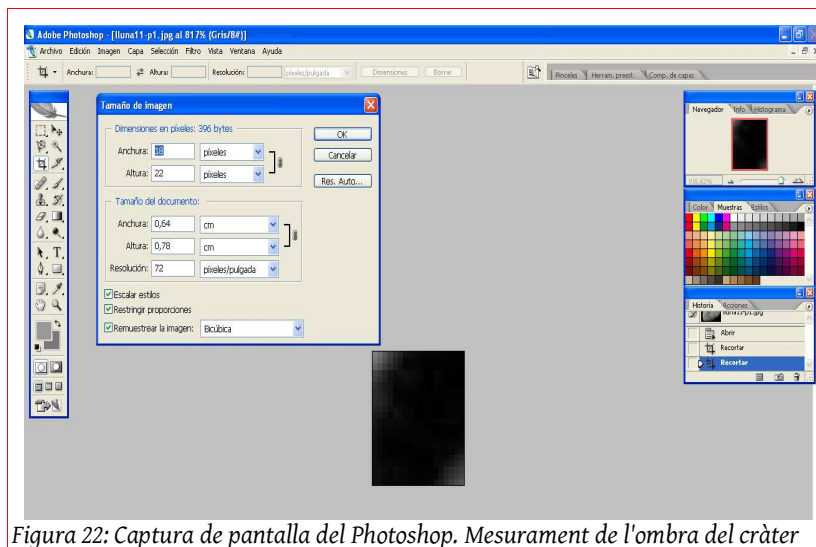 Adobe Photoshop - [lluna11-p1.jpg al 817% (Gris/8#)]
Archivo Edición Imagen Capa Selección Filtro Vista Ventana Ayuda
Anchura: Altura: Resolución: píxeles/pulgada Dimensiones Borrar Pinceles Herram. preest. Comp. de capas
Tamaño de imagen
Dimensiones en píxeles: 396 bytes
Anchura: 18 píxeles
Altura: 22 píxeles
OK
Cancelar
Res. Auto...
Tamaño del documento:
Anchura: 0,64 cm
Altura: 0,78 cm
Resolución: 72 píxeles/pulgada
Escalar estilos
Restringir proporciones
Remuestrear la imagen: Bicúbica
Navegador Info Histograma
Color Muestras Estilos
Historia Acciones
lluna11-p1.jpg
Abrir
Recortar
Recortar
Figura 22: Captura de pantalla del Photoshop. Mesurament de l'ombra del cràter